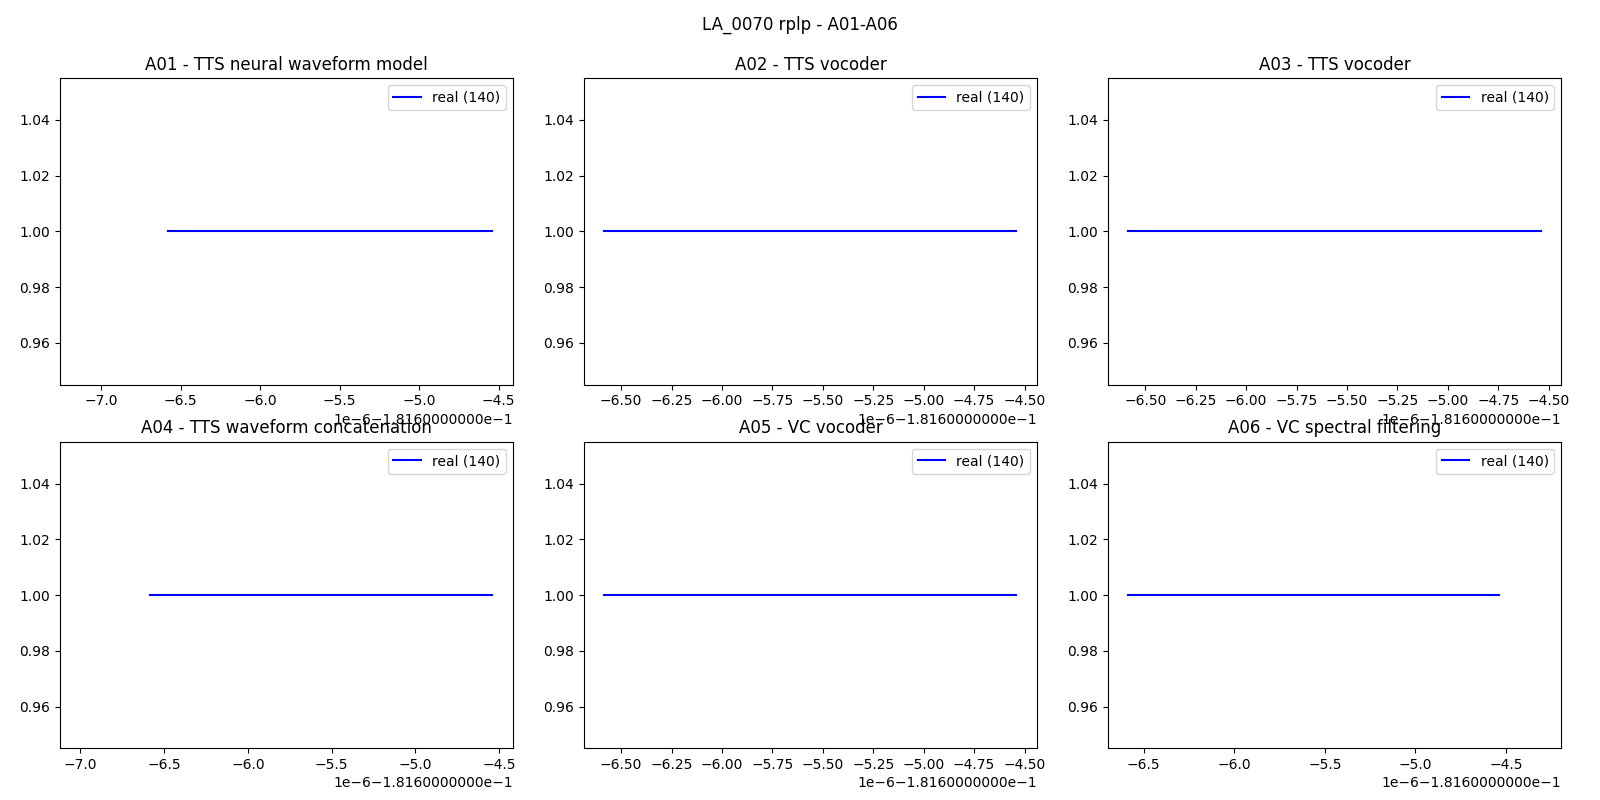 LA_0070 rplp - A01-A06
A01 - TTS neural waveform model
real (140)
1.04
1.02
1.00
0.98
0.96
−7.0 −6.5 −6.0 −5.5 −5.0 −4.5
1e−6−1.8160000000e−1
A02 - TTS vocoder
real (140)
1.04
1.02
1.00
0.98
0.96
−6.50 −6.25 −6.00 −5.75 −5.50 −5.25 −5.00 −4.75 −4.50
1e−6−1.8160000000e−1
A03 - TTS vocoder
real (140)
1.04
1.02
1.00
0.98
0.96
−6.50 −6.25 −6.00 −5.75 −5.50 −5.25 −5.00 −4.75 −4.50
1e−6−1.8160000000e−1
A04 - TTS waveform concatenation
real (140)
1.04
1.02
1.00
0.98
0.96
−7.0 −6.5 −6.0 −5.5 −5.0 −4.5
1e−6−1.8160000000e−1
A05 - VC vocoder
real (140)
1.04
1.02
1.00
0.98
0.96
−6.50 −6.25 −6.00 −5.75 −5.50 −5.25 −5.00 −4.75 −4.50
1e−6−1.8160000000e−1
A06 - VC spectral filtering
real (140)
1.04
1.02
1.00
0.98
0.96
−6.5 −6.0 −5.5 −5.0 −4.5
1e−6−1.8160000000e−1